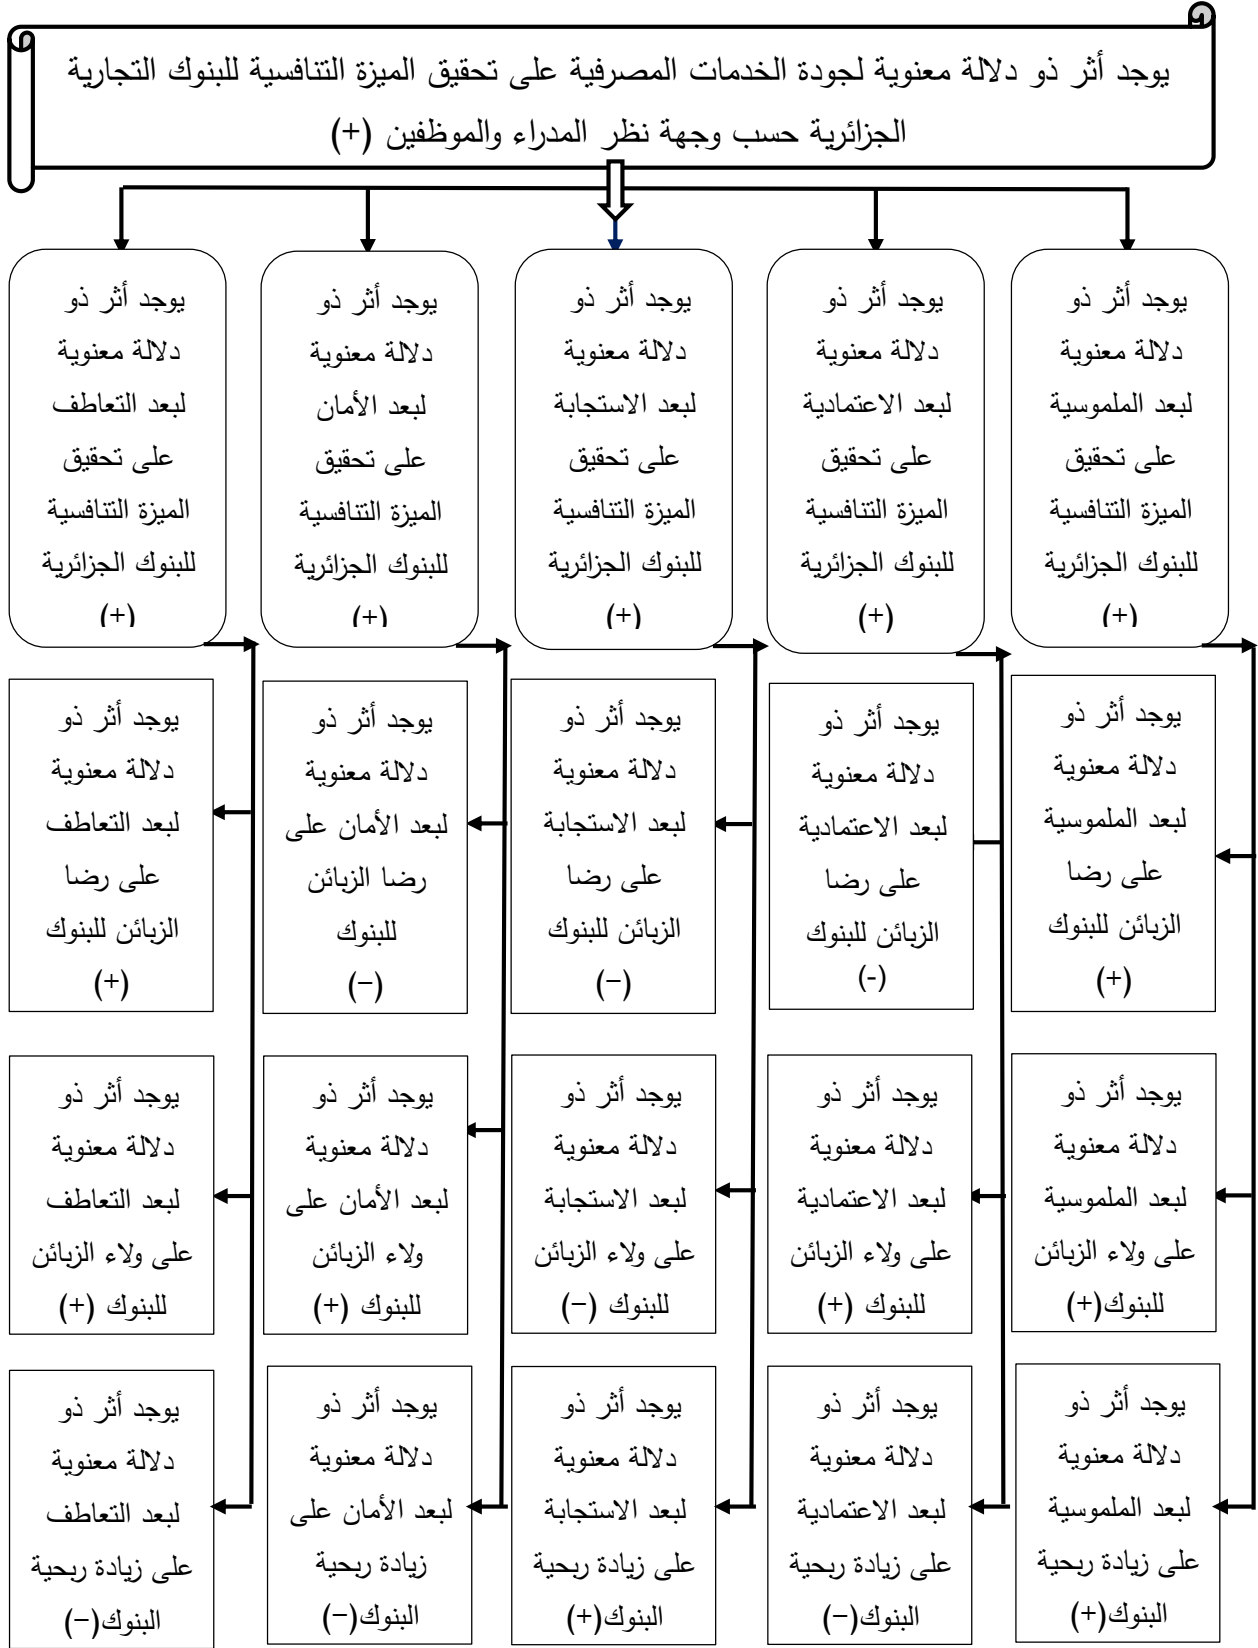 يوجد أثر ذو دلالة معنوية لجودة الخدمات المصرفية على تحقيق الميزة التنافسية للبنوك التجارية
الجزائرية حسب وجهة نظر المدراء والموظفين (+)
يوجد أثر ذو
دلالة معنوية
لبعد الملموسية
على تحقيق
الميزة التنافسية
للبنوك الجزائرية
(+)
يوجد أثر ذو
دلالة معنوية
لبعد الاعتمادية
على تحقيق
الميزة التنافسية
للبنوك الجزائرية
(+)
يوجد أثر ذو
دلالة معنوية
لبعد الاستجابة
على تحقيق
الميزة التنافسية
للبنوك الجزائرية
(+)
يوجد أثر ذو
دلالة معنوية
لبعد الأمان
على تحقيق
الميزة التنافسية
للبنوك الجزائرية
(+)
يوجد أثر ذو
دلالة معنوية
لبعد التعاطف
على تحقيق
الميزة التنافسية
للبنوك الجزائرية
(+)
يوجد أثر ذو
دلالة معنوية
لبعد الملموسية
على رضا
الزبائن للبنوك
(+)
يوجد أثر ذو
دلالة معنوية
لبعد الاعتمادية
على رضا
الزبائن للبنوك
(-)
يوجد أثر ذو
دلالة معنوية
لبعد الاستجابة
على رضا
الزبائن للبنوك
(−)
يوجد أثر ذو
دلالة معنوية
لبعد الأمان على
رضا الزبائن
للبنوك
(−)
يوجد أثر ذو
دلالة معنوية
لبعد التعاطف
على رضا
الزبائن للبنوك
(+)
يوجد أثر ذو
دلالة معنوية
لبعد الملموسية
على ولاء الزبائن
للبنوك(+)
يوجد أثر ذو
دلالة معنوية
لبعد الاعتمادية
على ولاء الزبائن
للبنوك (+)
يوجد أثر ذو
دلالة معنوية
لبعد الاستجابة
على ولاء الزبائن
للبنوك (−)
يوجد أثر ذو
دلالة معنوية
لبعد الأمان على
ولاء الزبائن
للبنوك (+)
يوجد أثر ذو
دلالة معنوية
لبعد التعاطف
على ولاء الزبائن
للبنوك (+)
يوجد أثر ذو
دلالة معنوية
لبعد الملموسية
على زيادة ربحية
البنوك(+)
يوجد أثر ذو
دلالة معنوية
لبعد الاعتمادية
على زيادة ربحية
البنوك(−)
يوجد أثر ذو
دلالة معنوية
لبعد الاستجابة
على زيادة ربحية
البنوك(+)
يوجد أثر ذو
دلالة معنوية
لبعد الأمان على
زيادة ربحية
البنوك(−)
يوجد أثر ذو
دلالة معنوية
لبعد التعاطف
على زيادة ربحية
البنوك(−)